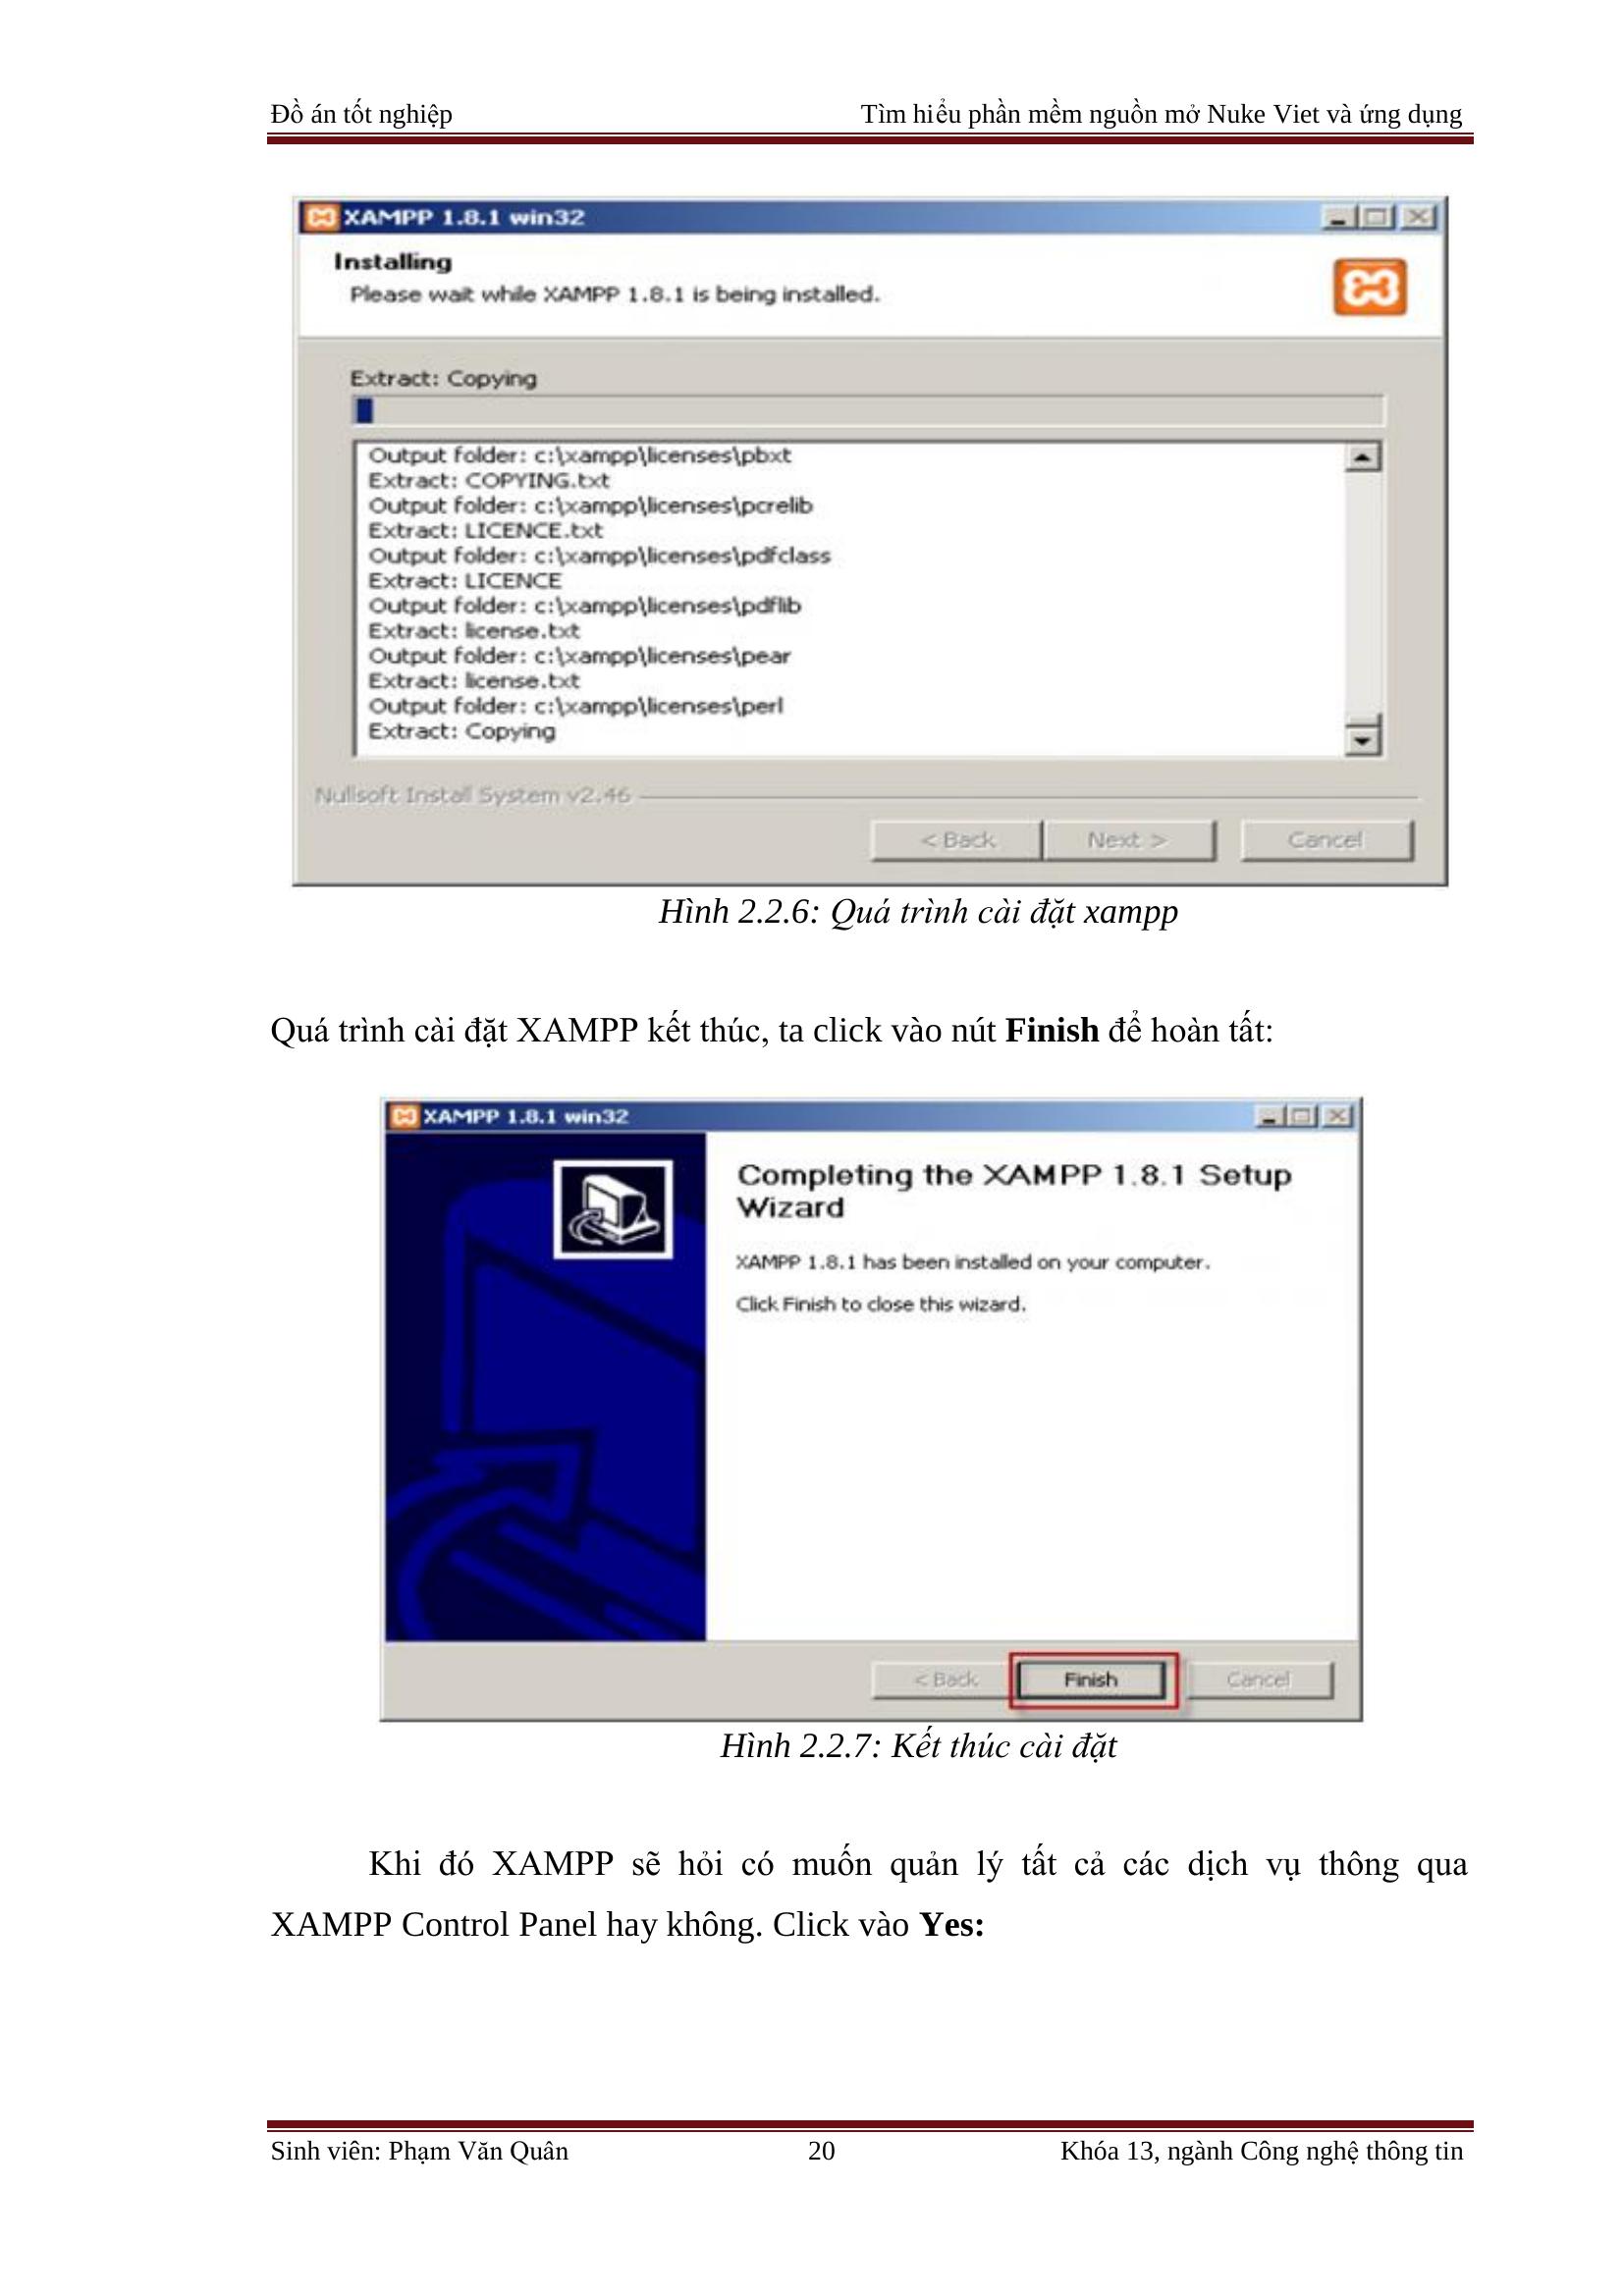 Đồ án tốt nghiệp Tìm hiểu phần mềm nguồn mở Nuke Viet và ứng dụng
XAMPP 1.8.1 win32
Installing
Please wait while XAMPP 1.8.1 is being installed.
Extract: Copying
Output folder: c:\xampp\licenses\pbxt
Extract: COPYING.txt
Output folder: c:\xampp\licenses\pcrelib
Extract: LICENCE.txt
Output folder: c:\xampp\licenses\pdfclass
Extract: LICENCE
Output folder: c:\xampp\licenses\pdflib
Extract: license.txt
Output folder: c:\xampp\licenses\pear
Extract: license.txt
Output folder: c:\xampp\licenses\perl
Extract: Copying
Nullsoft Install System v2.46
< Back Next > Cancel
Hình 2.2.6: Quá trình cài đặt xampp
Quá trình cài đặt XAMPP kết thúc, ta click vào nút Finish để hoàn tất:
XAMPP 1.8.1 win32
Completing the XAMPP 1.8.1 Setup
Wizard
XAMPP 1.8.1 has been installed on your computer.
Click Finish to close this wizard.
< Back Finish Cancel
Hình 2.2.7: Kết thúc cài đặt
Khi đó XAMPP sẽ hỏi có muốn quản lý tất cả các dịch vụ thông qua
XAMPP Control Panel hay không. Click vào Yes:
Sinh viên: Phạm Văn Quân 20 Khóa 13, ngành Công nghệ thông tin